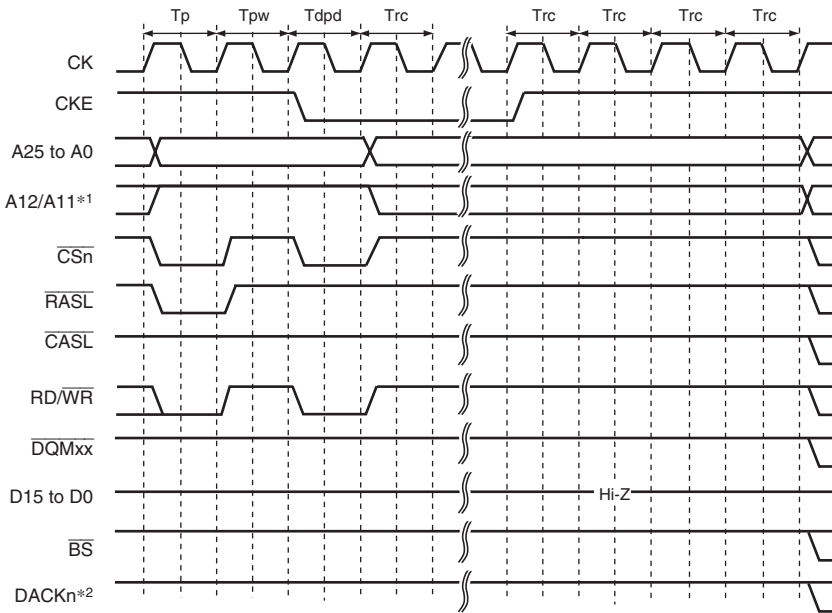 Tp Tpw Tdpd Trc Trc Trc Trc Trc
CK
CKE
A25 to A0
A12/A11*1
CSn
RASL
CASL
RD/WR
DQMxx
D15 to D0
Hi-Z
BS
DACKn*2